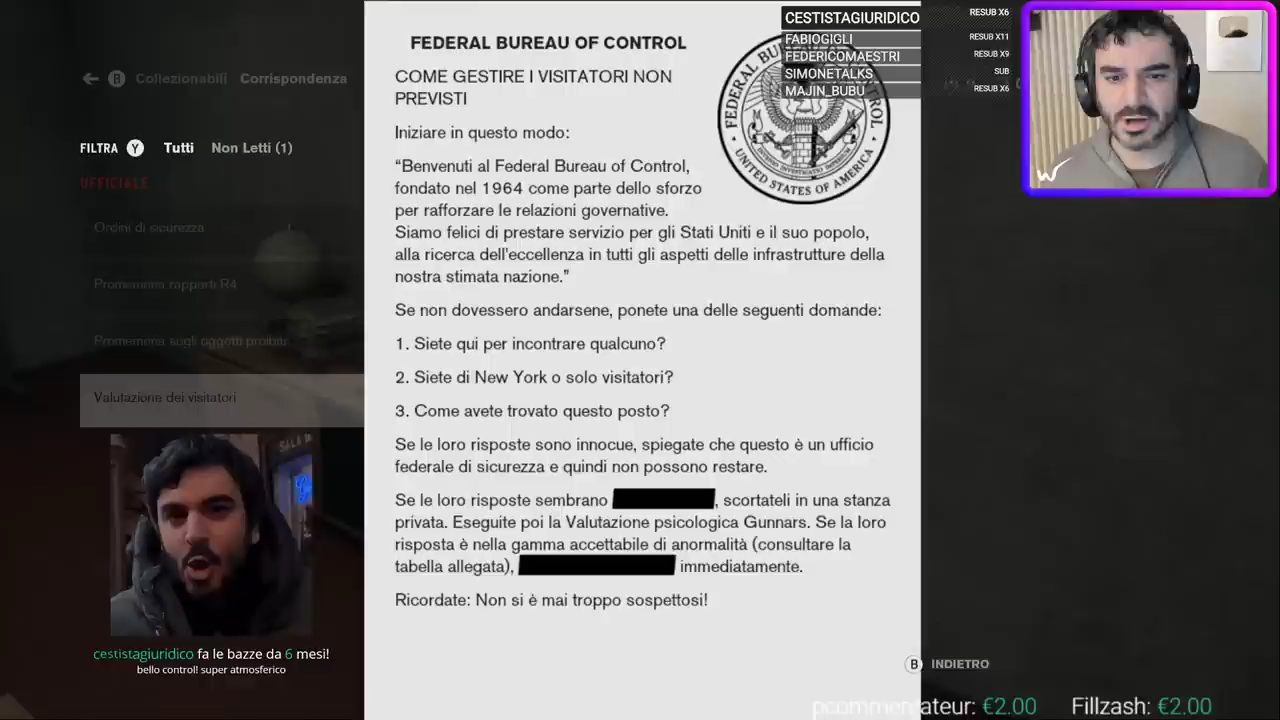 FEDERAL BUREAU OF CONTROL
COME GESTIRE I VISITATORI NON
PREVISTI
Iniziare in questo modo:
“Benvenuti al Federal Bureau of Control,
fondato nel 1964 come parte dello sforzo
per rafforzare le relazioni governative.
Siamo felici di prestare servizio per gli Stati Uniti e il suo popolo,
alla ricerca dell'eccellenza in tutti gli aspetti delle infrastrutture della
nostra stimata nazione.”
Se non dovessero andarsene, ponete una delle seguenti domande:
1. Siete qui per incontrare qualcuno?
2. Siete di New York o solo visitatori?
3. Come avete trovato questo posto?
Se le loro risposte sono innocue, spiegate che questo è un ufficio
federale di sicurezza e quindi non possono restare.
Se le loro risposte sembrano , scortateli in una stanza
privata. Eseguite poi la Valutazione psicologica Gunnars. Se la loro
risposta è nella gamma accettabile di anormalità (consultare la
tabella allegata), immediatamente.
Ricordate: Non si è mai troppo sospettosi!
B Collezionabili Corrispondenza
FILTRA Y Tutti Non Letti (1)
UFFICIALE
Ordini di sicurezza
Promemoria rapporti R4
Promemoria sugli oggetti proibiti
Valutazione dei visitatori
cestistagiuridico fa le bazze da 6 mesi!
bello control! super atmosferico
CESTISTAGIURIDICO RESUB X6
FABIOGIGLI RESUB X11
FEDERICOMAESTRI RESUB X9
SIMONETALKS SUB
MAJIN_BUBU RESUB X6
UNITED STATES OF AMERICA
B INDIETRO
€2.00 Fillzash: €2.00